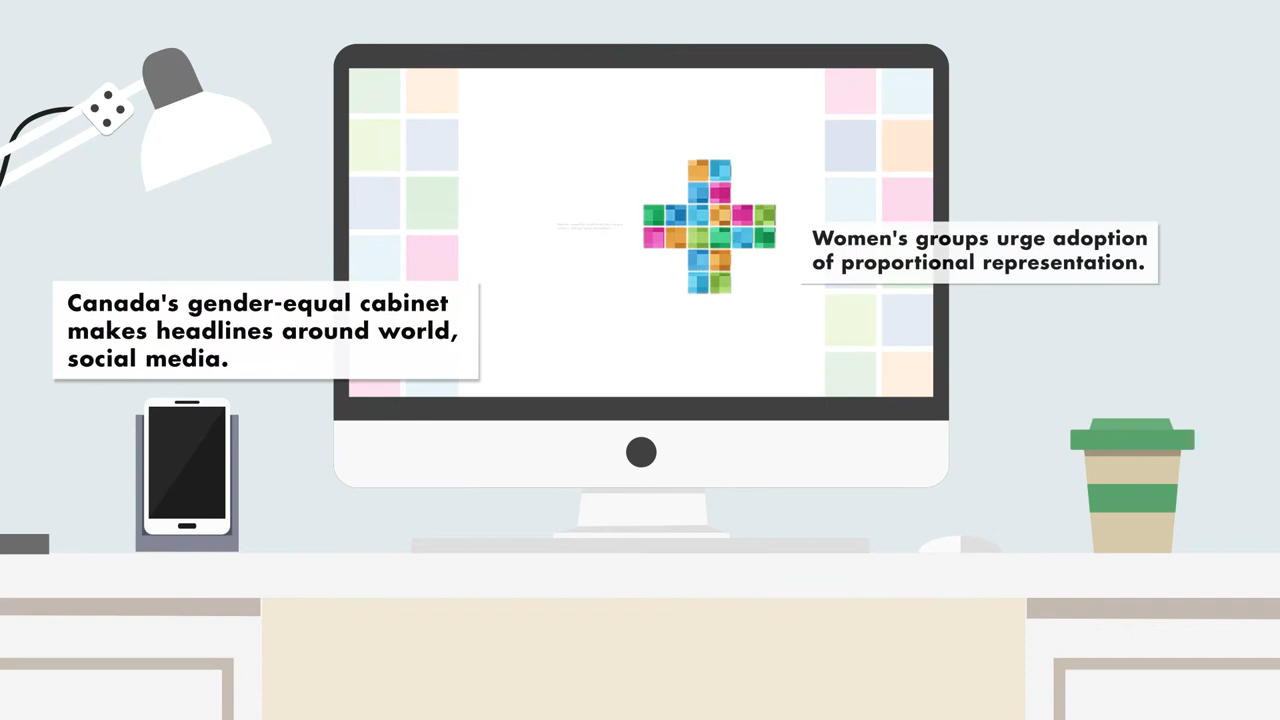 Women's groups urge adoption
of proportional representation.
Canada's gender-equal cabinet
makes headlines around world,
social media.